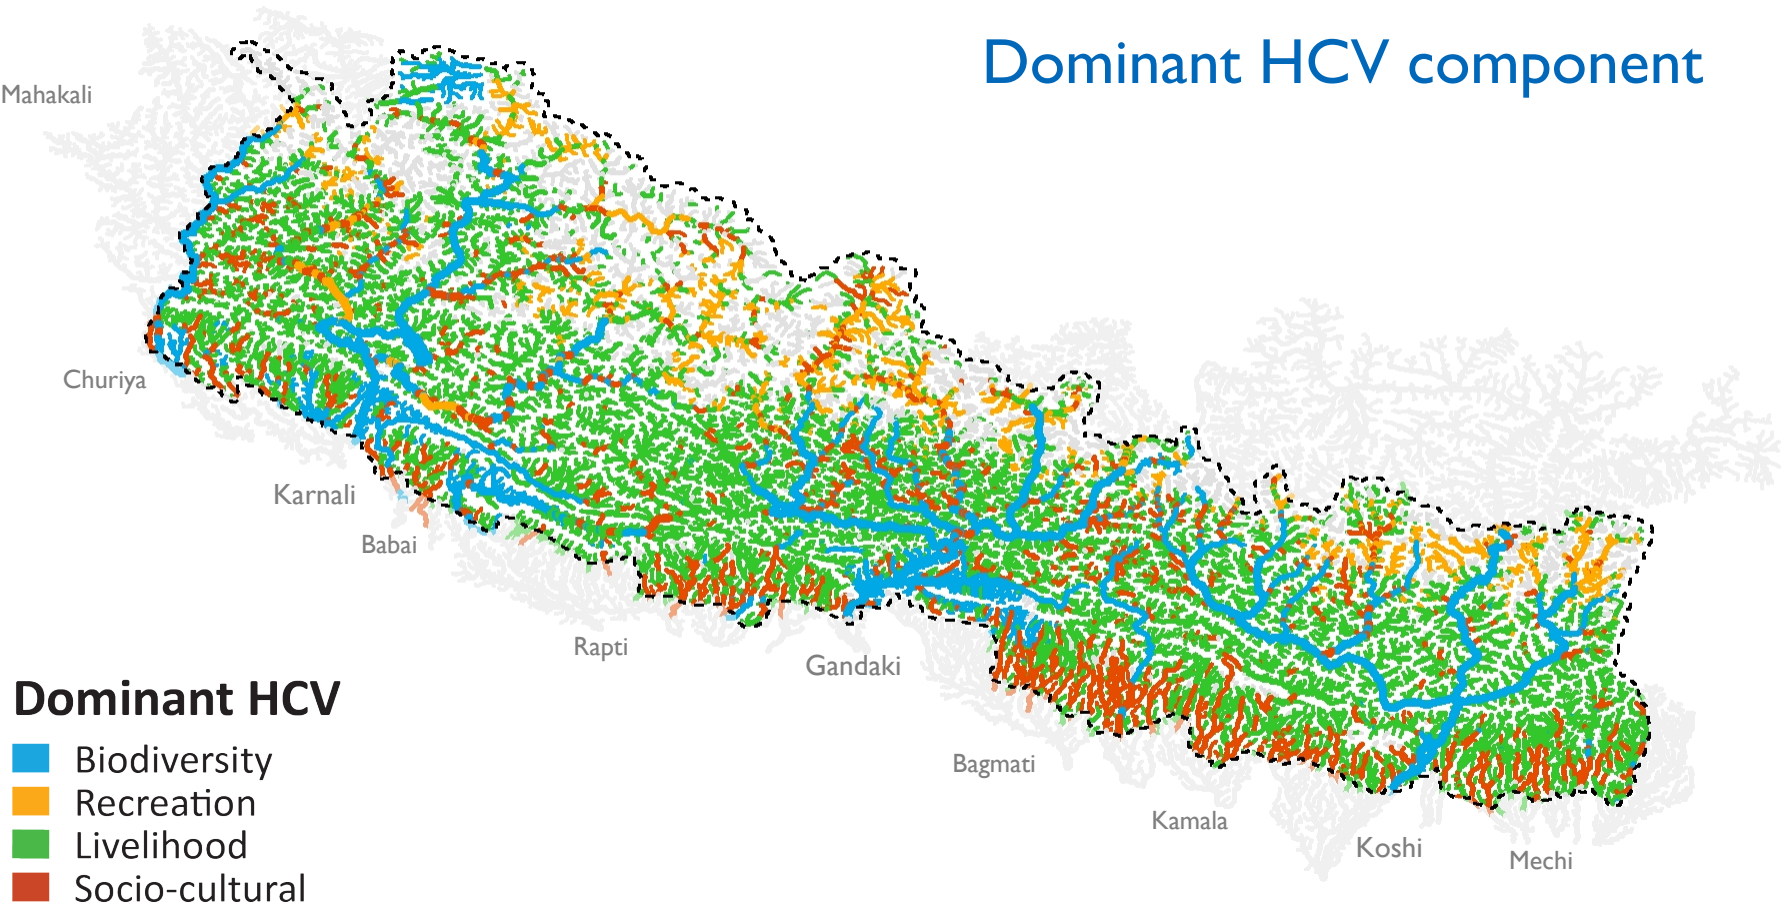 Dominant HCV component
Mahakali
Churiya
Karnali
Babai
Rapti
Gandaki
Bagmati
Kamala
Koshi
Mechi
Dominant HCV
Biodiversity
Recreation
Livelihood
Socio-cultural